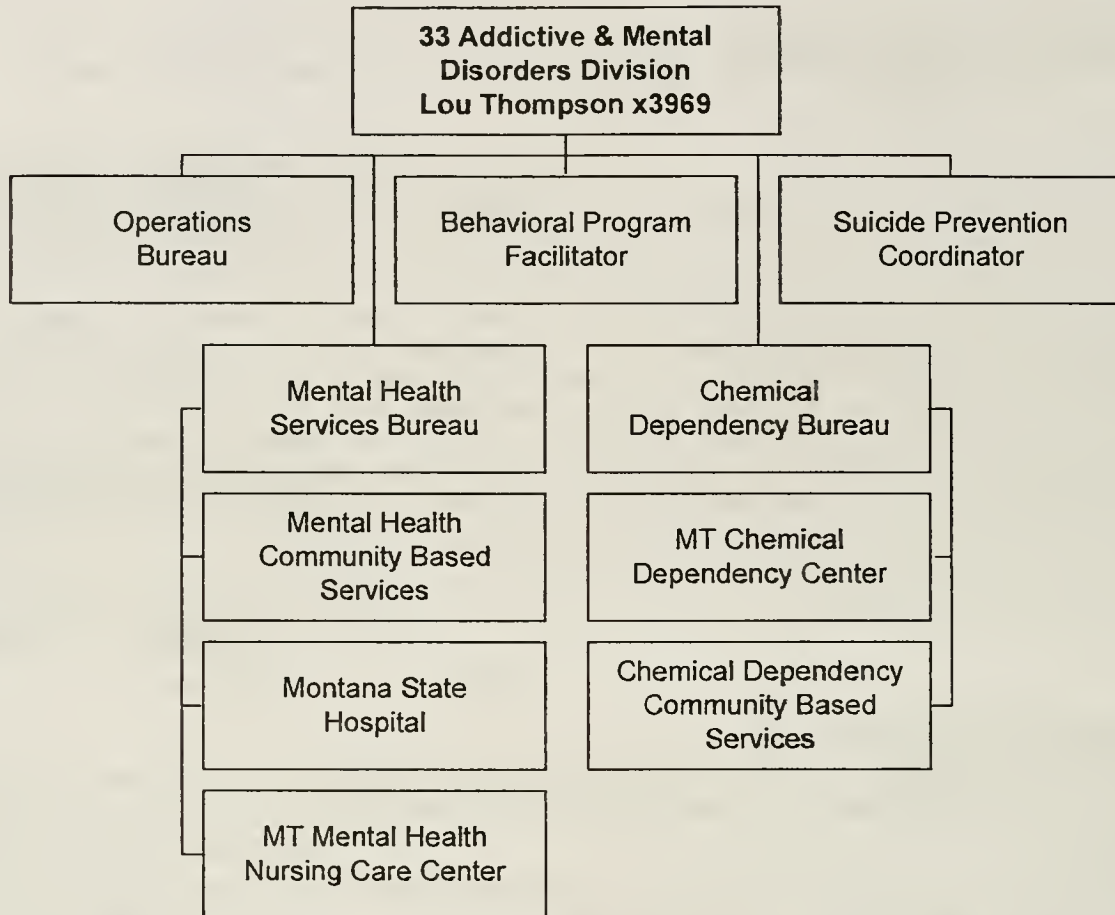 33 Addictive & Mental
Disorders Division
Lou Thompson x3969
Operations
Bureau
Behavioral Program
Facilitator
Suicide Prevention
Coordinator
Mental Health
Services Bureau
Chemical
Dependency Bureau
Mental Health
Community Based
Services
MT Chemical
Dependency Center
Montana State
Hospital
Chemical Dependency
Community Based
Services
MT Mental Health
Nursing Care Center